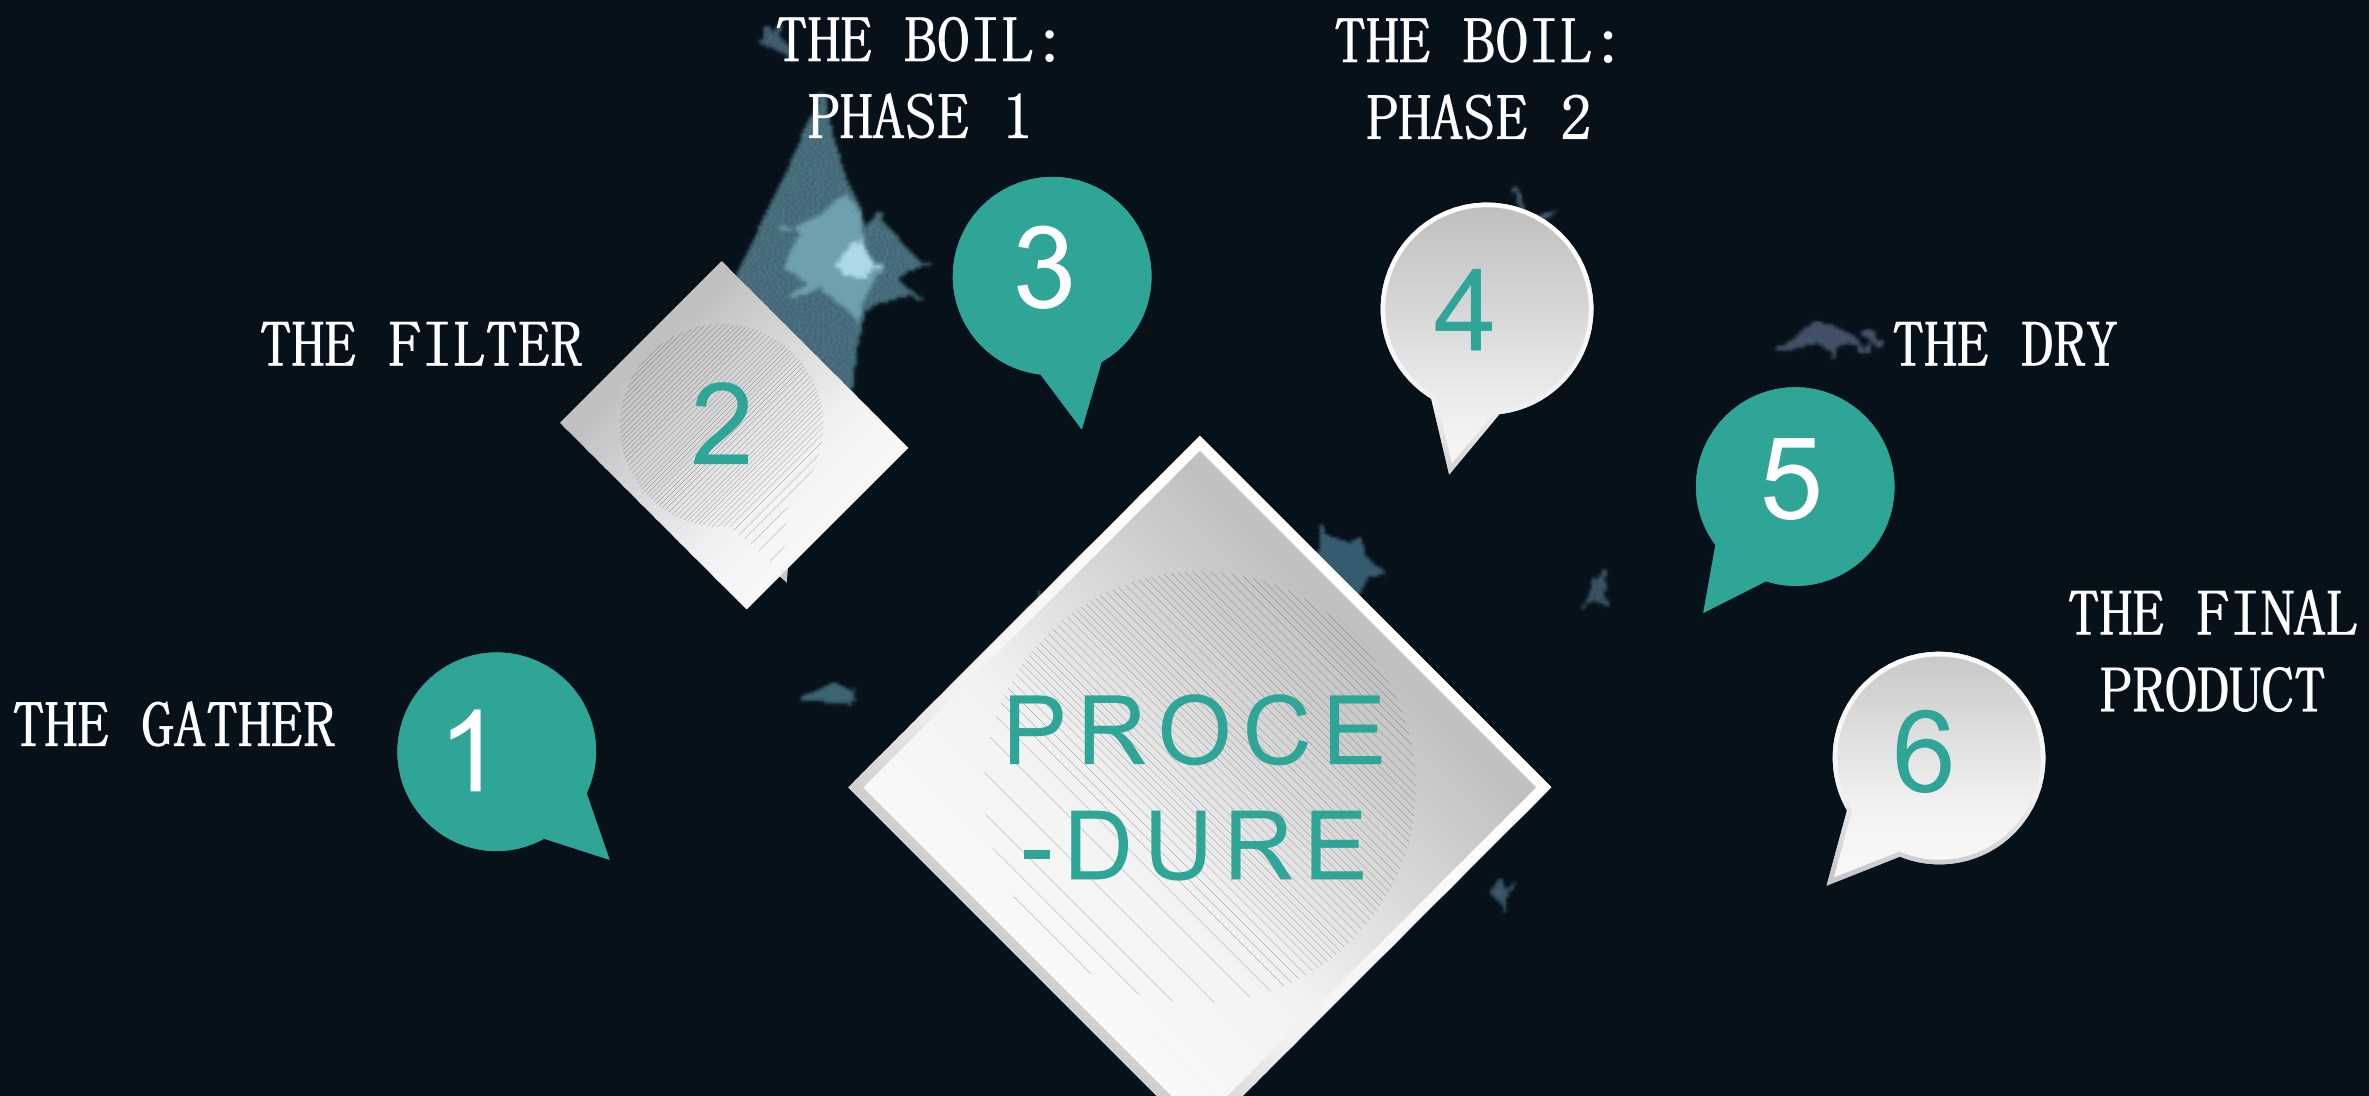 THE GATHER
1
THE FILTER
2
THE BOIL:
PHASE 1
3
THE BOIL:
PHASE 2
4
THE DRY
5
THE FINAL
PRODUCT
6
PROCE
-DURE